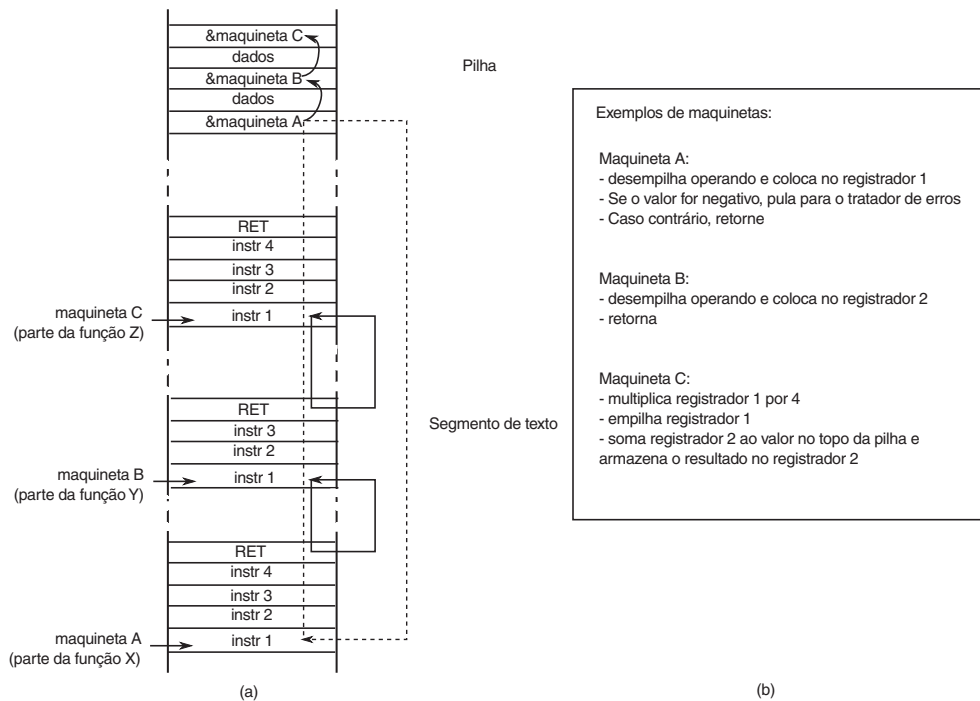 &maquineta C
dados
&maquineta B
dados
&maquineta A
Pilha
RET
instr 4
instr 3
instr 2
instr 1
maquineta C
(parte da função Z)
RET
instr 3
instr 2
instr 1
maquineta B
(parte da função Y)
Segmento de texto
RET
instr 4
instr 3
instr 2
instr 1
maquineta A
(parte da função X)
(a)
Exemplos de maquinetas:
Maquineta A:
- desempilha operando e coloca no registrador 1
- Se o valor for negativo, pula para o tratador de erros
- Caso contrário, retorne
Maquineta B:
- desempilha operando e coloca no registrador 2
- retorna
Maquineta C:
- multiplica registrador 1 por 4
- empilha registrador 1
- soma registrador 2 ao valor no topo da pilha e
armazena o resultado no registrador 2
(b)